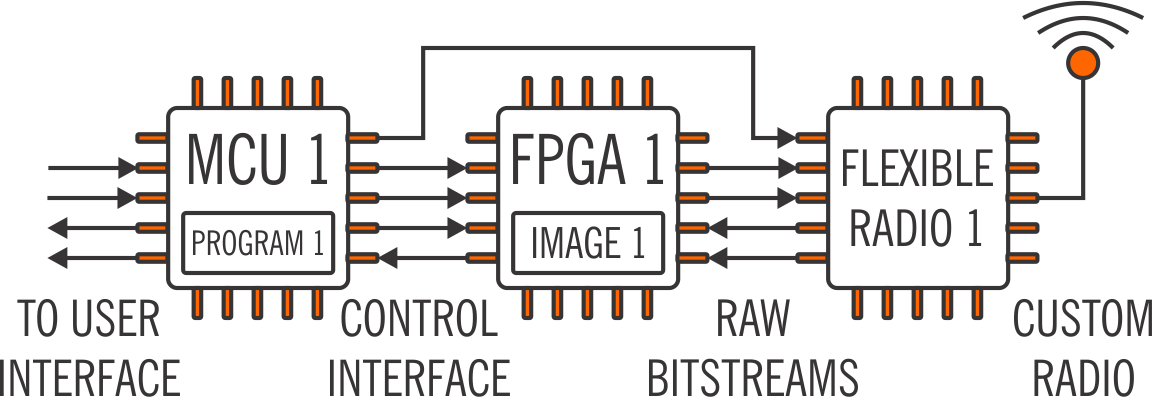 MCU 1
PROGRAM 1
FPGA 1
IMAGE 1
FLEXIBLE
RADIO 1
TO USER
INTERFACE
CONTROL
INTERFACE
RAW
BITSTREAMS
CUSTOM
RADIO